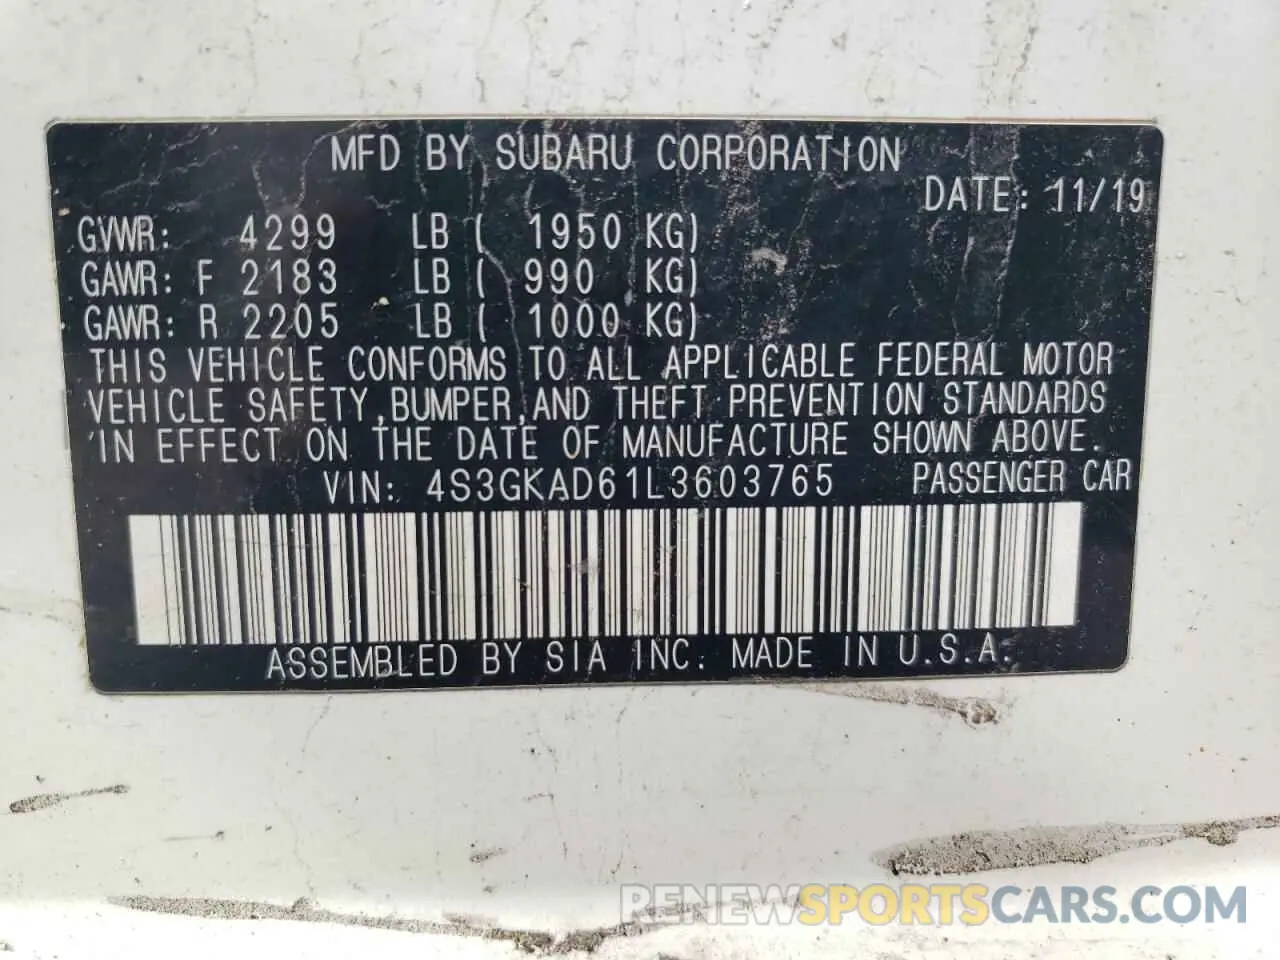 MFD BY SUBARU CORPORATION
DATE: 11/19
GVWR: 4299 LB ( 1950 KG)
GAWR: F 2183 LB ( 990 KG)
GAWR: R 2205 LB ( 1000 KG)
THIS VEHICLE CONFORMS TO ALL APPLICABLE FEDERAL MOTOR
VEHICLE SAFETY,BUMPER,AND THEFT PREVENTION STANDARDS
IN EFFECT ON THE DATE OF MANUFACTURE SHOWN ABOVE.
VIN: 4S3GKAD61L3603765 PASSENGER CAR
ASSEMBLED BY SIA INC. MADE IN U.S.A.
RENEWSPORTSCARS.COM